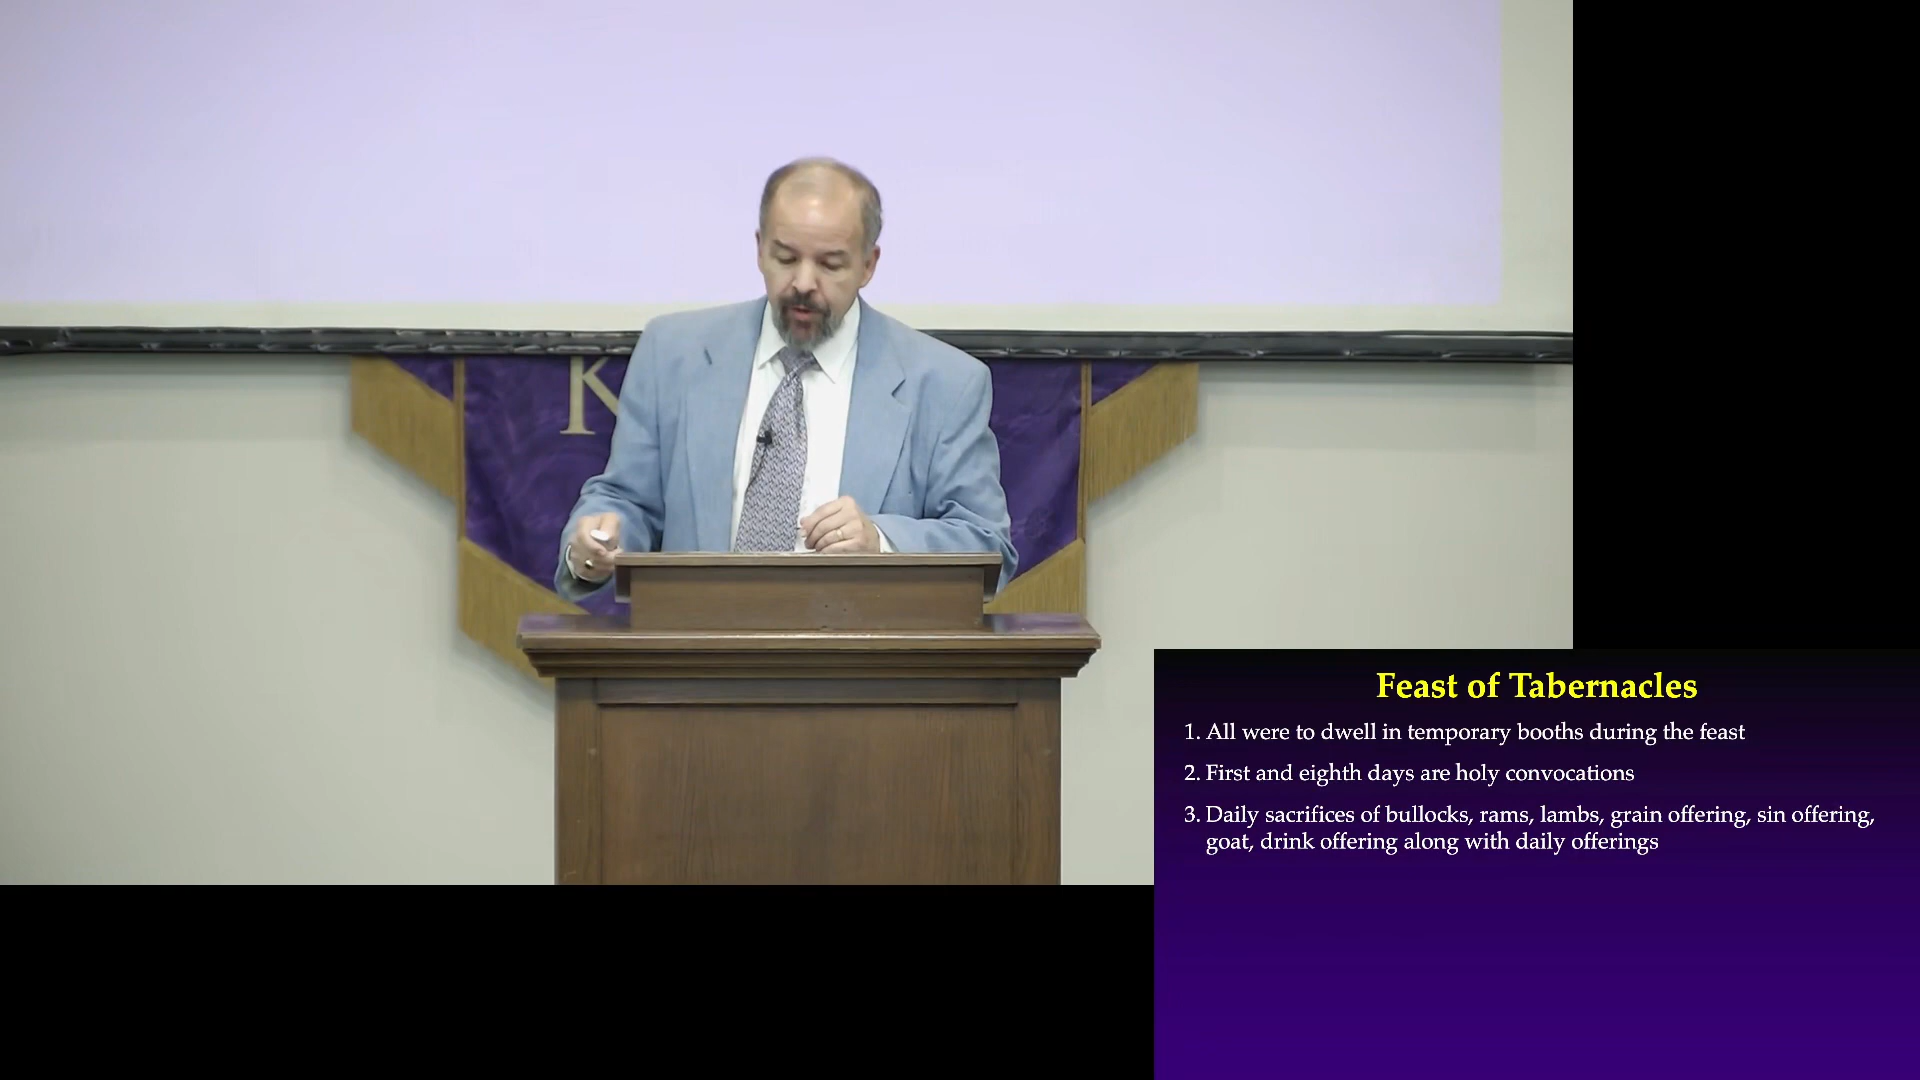 K
Feast of Tabernacles
1. All were to dwell in temporary booths during the feast
2. First and eighth days are holy convocations
3. Daily sacrifices of bullocks, rams, lambs, grain offering, sin offering,
goat, drink offering along with daily offerings